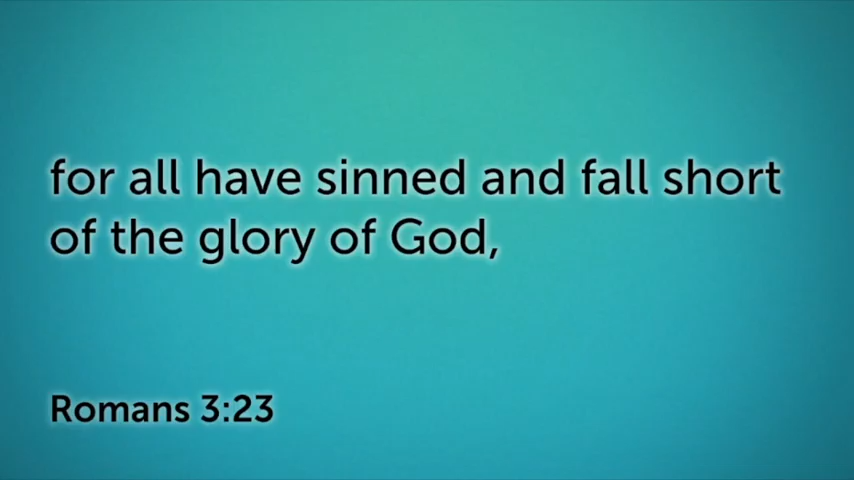 for all have sinned and fall short
of the glory of God,
Romans 3:23